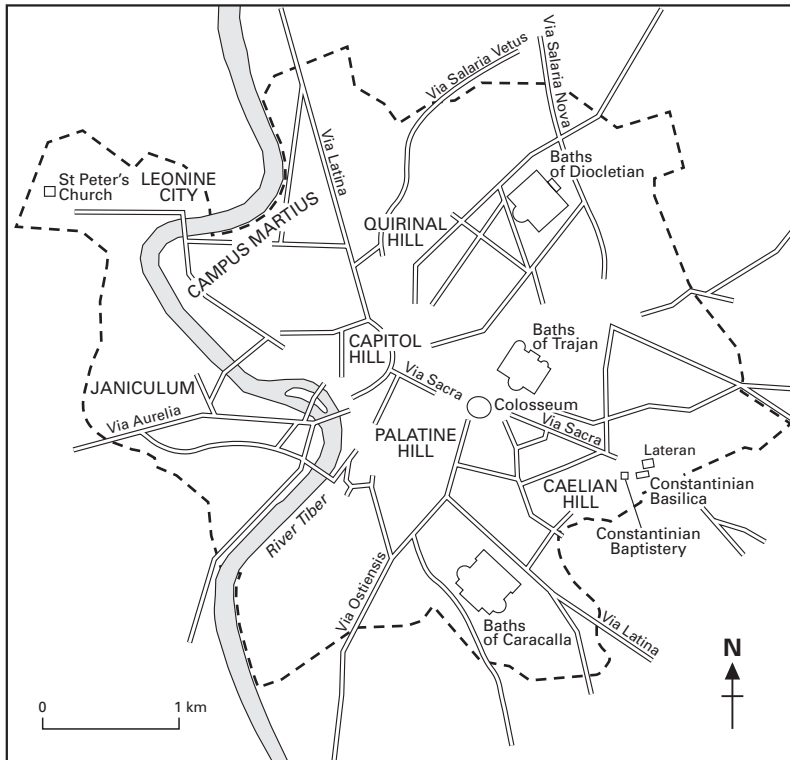 Via Salaria Vetus
Via Salaria
Nova
Via Latina
Baths
of Diocletian
St Peter's
Church
LEONINE
CITY
CAMPUS MARTIUS
QUIRINAL
HILL
CAPITOL
HILL
Baths
of Trajan
JANICULUM
Via Sacra
Colosseum
Via Aurelia
PALATINE
HILL
Via Sacra
Lateran
CAELIAN
HILL
Constantinian
Basilica
Constantinian
Baptistery
River Tiber
Via Ostiensis
Baths
of Caracalla
Via Latina
N
0 1 km